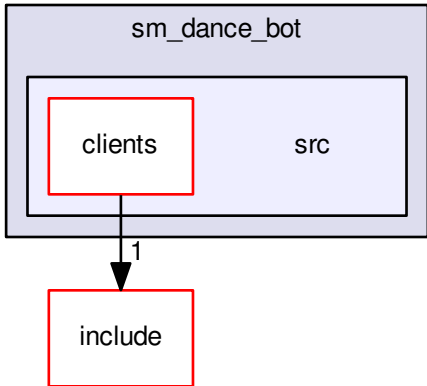 sm_dance_bot
clients
src
1
include